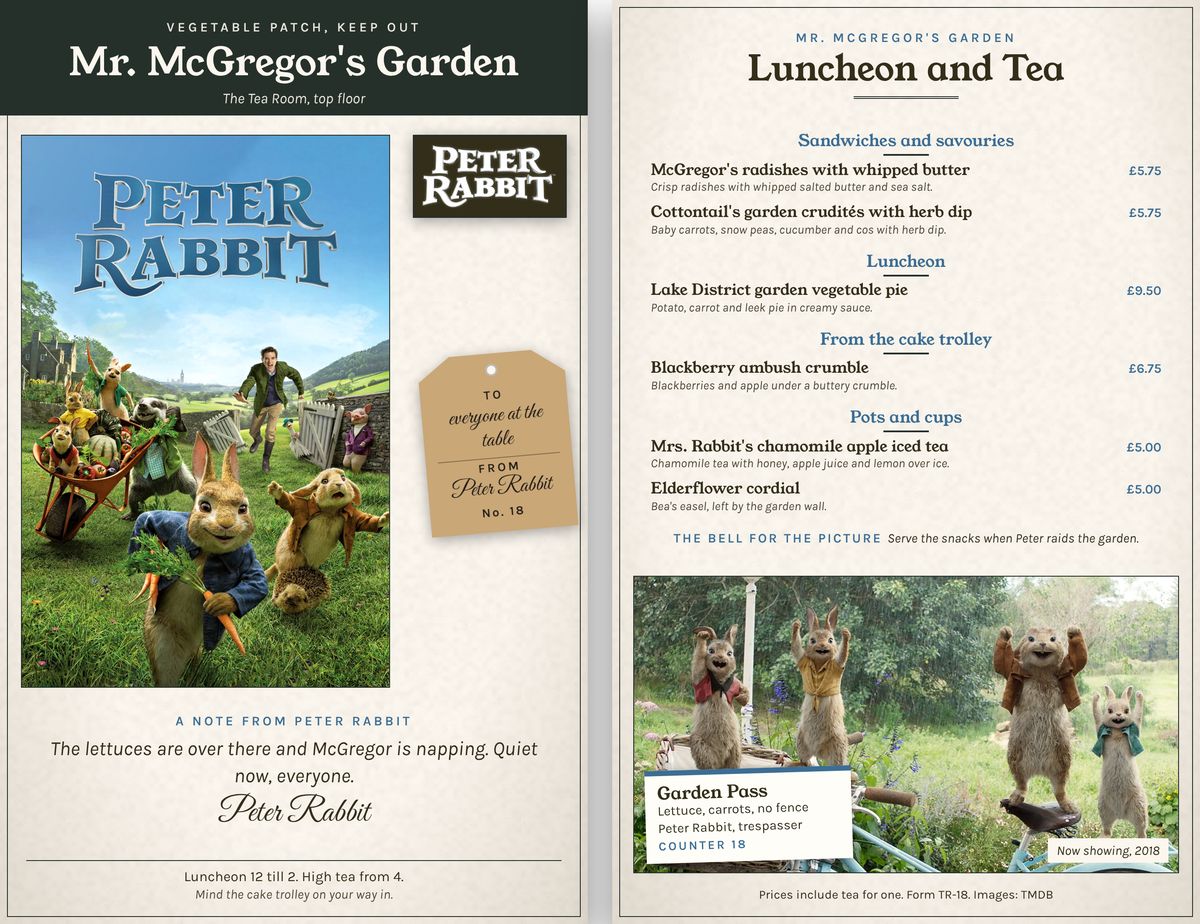 VEGETABLE PATCH, KEEP OUT
Mr. McGregor's Garden
The Tea Room, top floor
PETER
RABBIT
PETER
RABBIT
TO
everyone at the
table
FROM
Peter Rabbit
No. 18
A NOTE FROM PETER RABBIT
The lettuces are over there and McGregor is napping. Quiet
now, everyone.
Peter Rabbit
Luncheon 12 till 2. High tea from 4.
Mind the cake trolley on your way in.
MR. MCGREGOR'S GARDEN
Luncheon and Tea
Sandwiches and savouries
McGregor's radishes with whipped butter £5.75
Crisp radishes with whipped salted butter and sea salt.
Cottontail's garden crudités with herb dip £5.75
Baby carrots, snow peas, cucumber and cos with herb dip.
Luncheon
Lake District garden vegetable pie £9.50
Potato, carrot and leek pie in creamy sauce.
From the cake trolley
Blackberry ambush crumble £6.75
Blackberries and apple under a buttery crumble.
Pots and cups
Mrs. Rabbit's chamomile apple iced tea £5.00
Chamomile tea with honey, apple juice and lemon over ice.
Elderflower cordial £5.00
Bea's easel, left by the garden wall.
THE BELL FOR THE PICTURE Serve the snacks when Peter raids the garden.
Garden Pass
Lettuce, carrots, no fence
Peter Rabbit, trespasser
COUNTER 18
Now showing, 2018
Prices include tea for one. Form TR-18. Images: TMDB